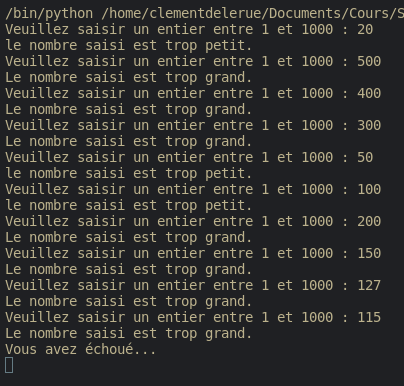 /bin/python /home/clementdelerue/Documents/Cours/S
Veuillez saisir un entier entre 1 et 1000 : 20
le nombre saisi est trop petit.
Veuillez saisir un entier entre 1 et 1000 : 500
Le nombre saisi est trop grand.
Veuillez saisir un entier entre 1 et 1000 : 400
Le nombre saisi est trop grand.
Veuillez saisir un entier entre 1 et 1000 : 300
Le nombre saisi est trop grand.
Veuillez saisir un entier entre 1 et 1000 : 50
le nombre saisi est trop petit.
Veuillez saisir un entier entre 1 et 1000 : 100
le nombre saisi est trop petit.
Veuillez saisir un entier entre 1 et 1000 : 200
Le nombre saisi est trop grand.
Veuillez saisir un entier entre 1 et 1000 : 150
Le nombre saisi est trop grand.
Veuillez saisir un entier entre 1 et 1000 : 127
Le nombre saisi est trop grand.
Veuillez saisir un entier entre 1 et 1000 : 115
Le nombre saisi est trop grand.
Vous avez échoué...